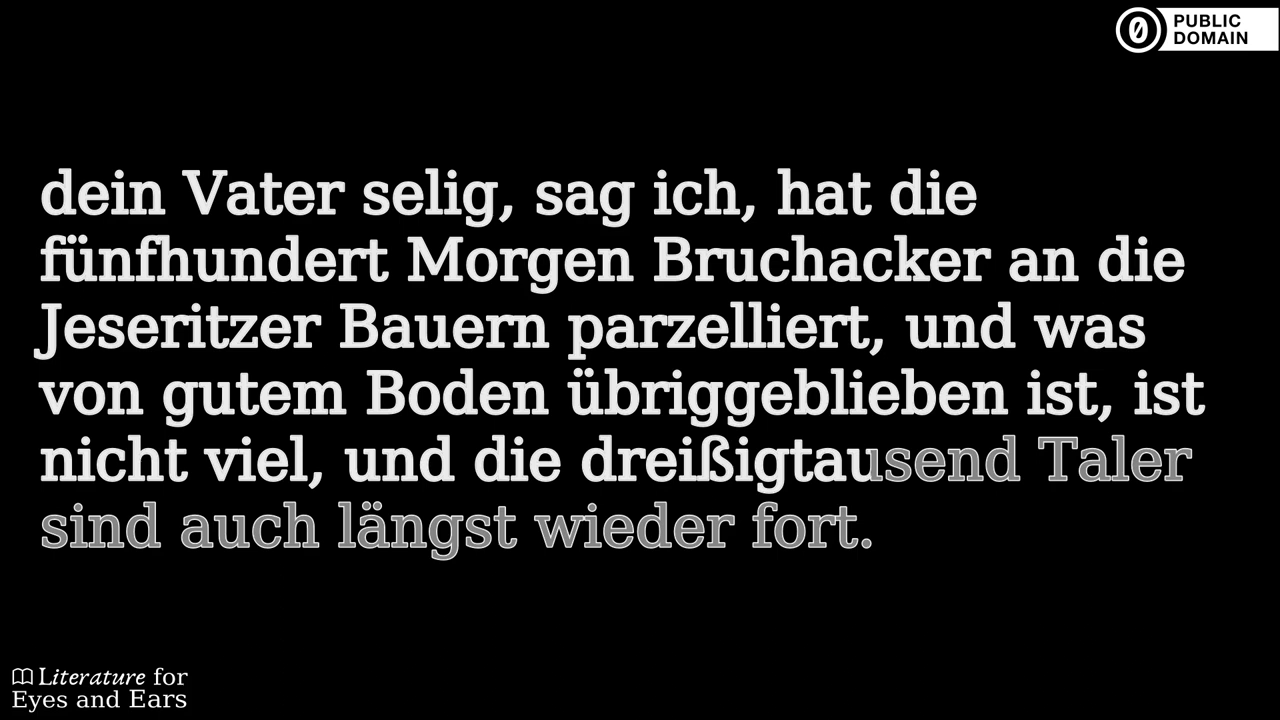 PUBLIC
DOMAIN
dein Vater selig, sag ich, hat die
fünfhundert Morgen Bruchacker an die
Jeseritzer Bauern parzelliert, und was
von gutem Boden übriggeblieben ist, ist
nicht viel, und die dreißigtausend Taler
sind auch längst wieder fort.
Literature for
Eyes and Ears